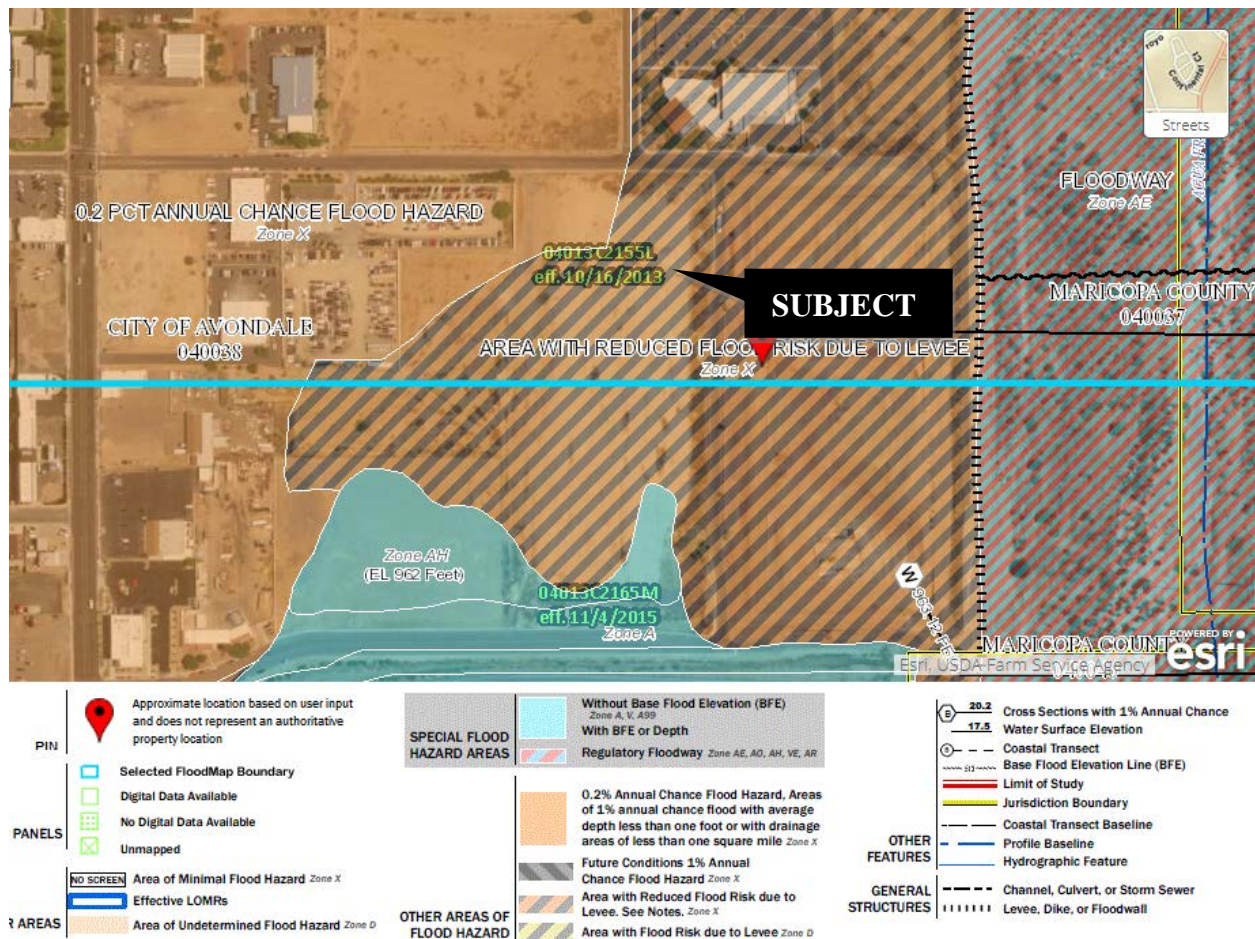 royo
Continental Cl
Streets
0.2 PCT ANNUAL CHANCE FLOOD HAZARD
Zone X
FLOODWAY
Zone AE
AGUA FR
04013C2155L
eff. 10/16/2013
SUBJECT
MARICOPA COUNTY
040037
CITY OF AVONDALE
040038
AREA WITH REDUCED FLOOD RISK DUE TO LEVEE
Zone X
Zone AH
(EL 962 Feet)
04013C2165M
eff. 11/4/2015
Zone A
W
963.12 FE
MARICOPA COUNTY
POWERED BY
esri
Esri, USDA Farm Service Agency
PIN
Approximate location based on user input
and does not represent an authoritative
property location
PANELS
Selected FloodMap Boundary
Digital Data Available
No Digital Data Available
Unmapped
R AREAS
NO SCREEN Area of Minimal Flood Hazard Zone X
Effective LOMRs
Area of Undetermined Flood Hazard Zone D
SPECIAL FLOOD
HAZARD AREAS
Without Base Flood Elevation (BFE)
Zone A, V, A99
With BFE or Depth
Regulatory Floodway Zone AE, AO, AH, VE, AR
OTHER AREAS OF
FLOOD HAZARD
0.2% Annual Chance Flood Hazard, Areas
of 1% annual chance flood with average
depth less than one foot or with drainage
areas of less than one square mile Zone X
Future Conditions 1% Annual
Chance Flood Hazard Zone X
Area with Reduced Flood Risk due to
Levee. See Notes. Zone X
Area with Flood Risk due to Levee Zone D
OTHER
FEATURES
B 20.2 Cross Sections with 1% Annual Chance
17.5 Water Surface Elevation
8 Coastal Transect
513 Base Flood Elevation Line (BFE)
Limit of Study
Jurisdiction Boundary
Coastal Transect Baseline
Profile Baseline
Hydrographic Feature
GENERAL
STRUCTURES
Channel, Culvert, or Storm Sewer
Levee, Dike, or Floodwall